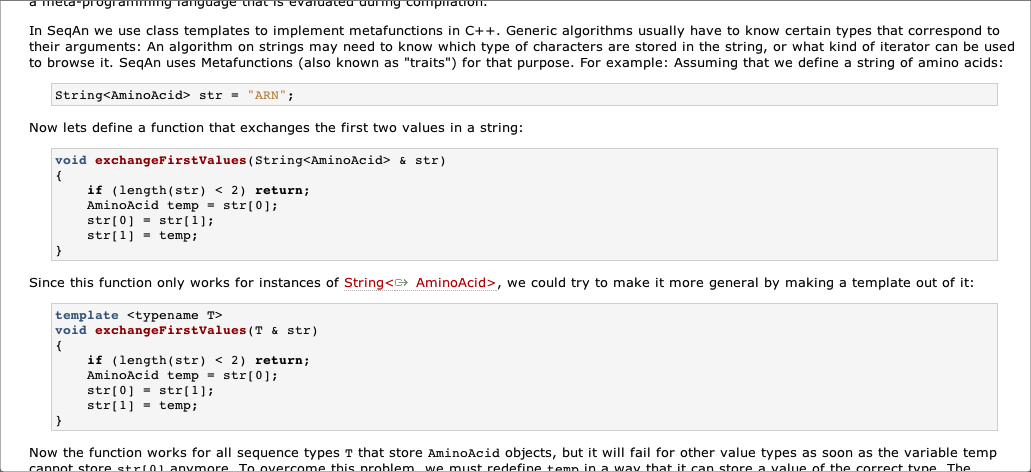 a meta-programming language that is evaluated during compilation.
In SeqAn we use class templates to implement metafunctions in C++. Generic algorithms usually have to know certain types that correspond to
their arguments: An algorithm on strings may need to know which type of characters are stored in the string, or what kind of iterator can be used
to browse it. SeqAn uses Metafunctions (also known as "traits") for that purpose. For example: Assuming that we define a string of amino acids:
String<AminoAcid> str = "ARN";
Now lets define a function that exchanges the first two values in a string:
void exchangeFirstValues(String<AminoAcid> & str)
{
    if (length(str) < 2) return;
    AminoAcid temp = str[0];
    str[0] = str[1];
    str[1] = temp;
}
Since this function only works for instances of String< AminoAcid>, we could try to make it more general by making a template out of it:
template <typename T>
void exchangeFirstValues(T & str)
{
    if (length(str) < 2) return;
    AminoAcid temp = str[0];
    str[0] = str[1];
    str[1] = temp;
}
Now the function works for all sequence types T that store AminoAcid objects, but it will fail for other value types as soon as the variable temp
cannot store str[0] anymore. To overcome this problem, we must redefine temp in a way that it can store a value of the correct type. The